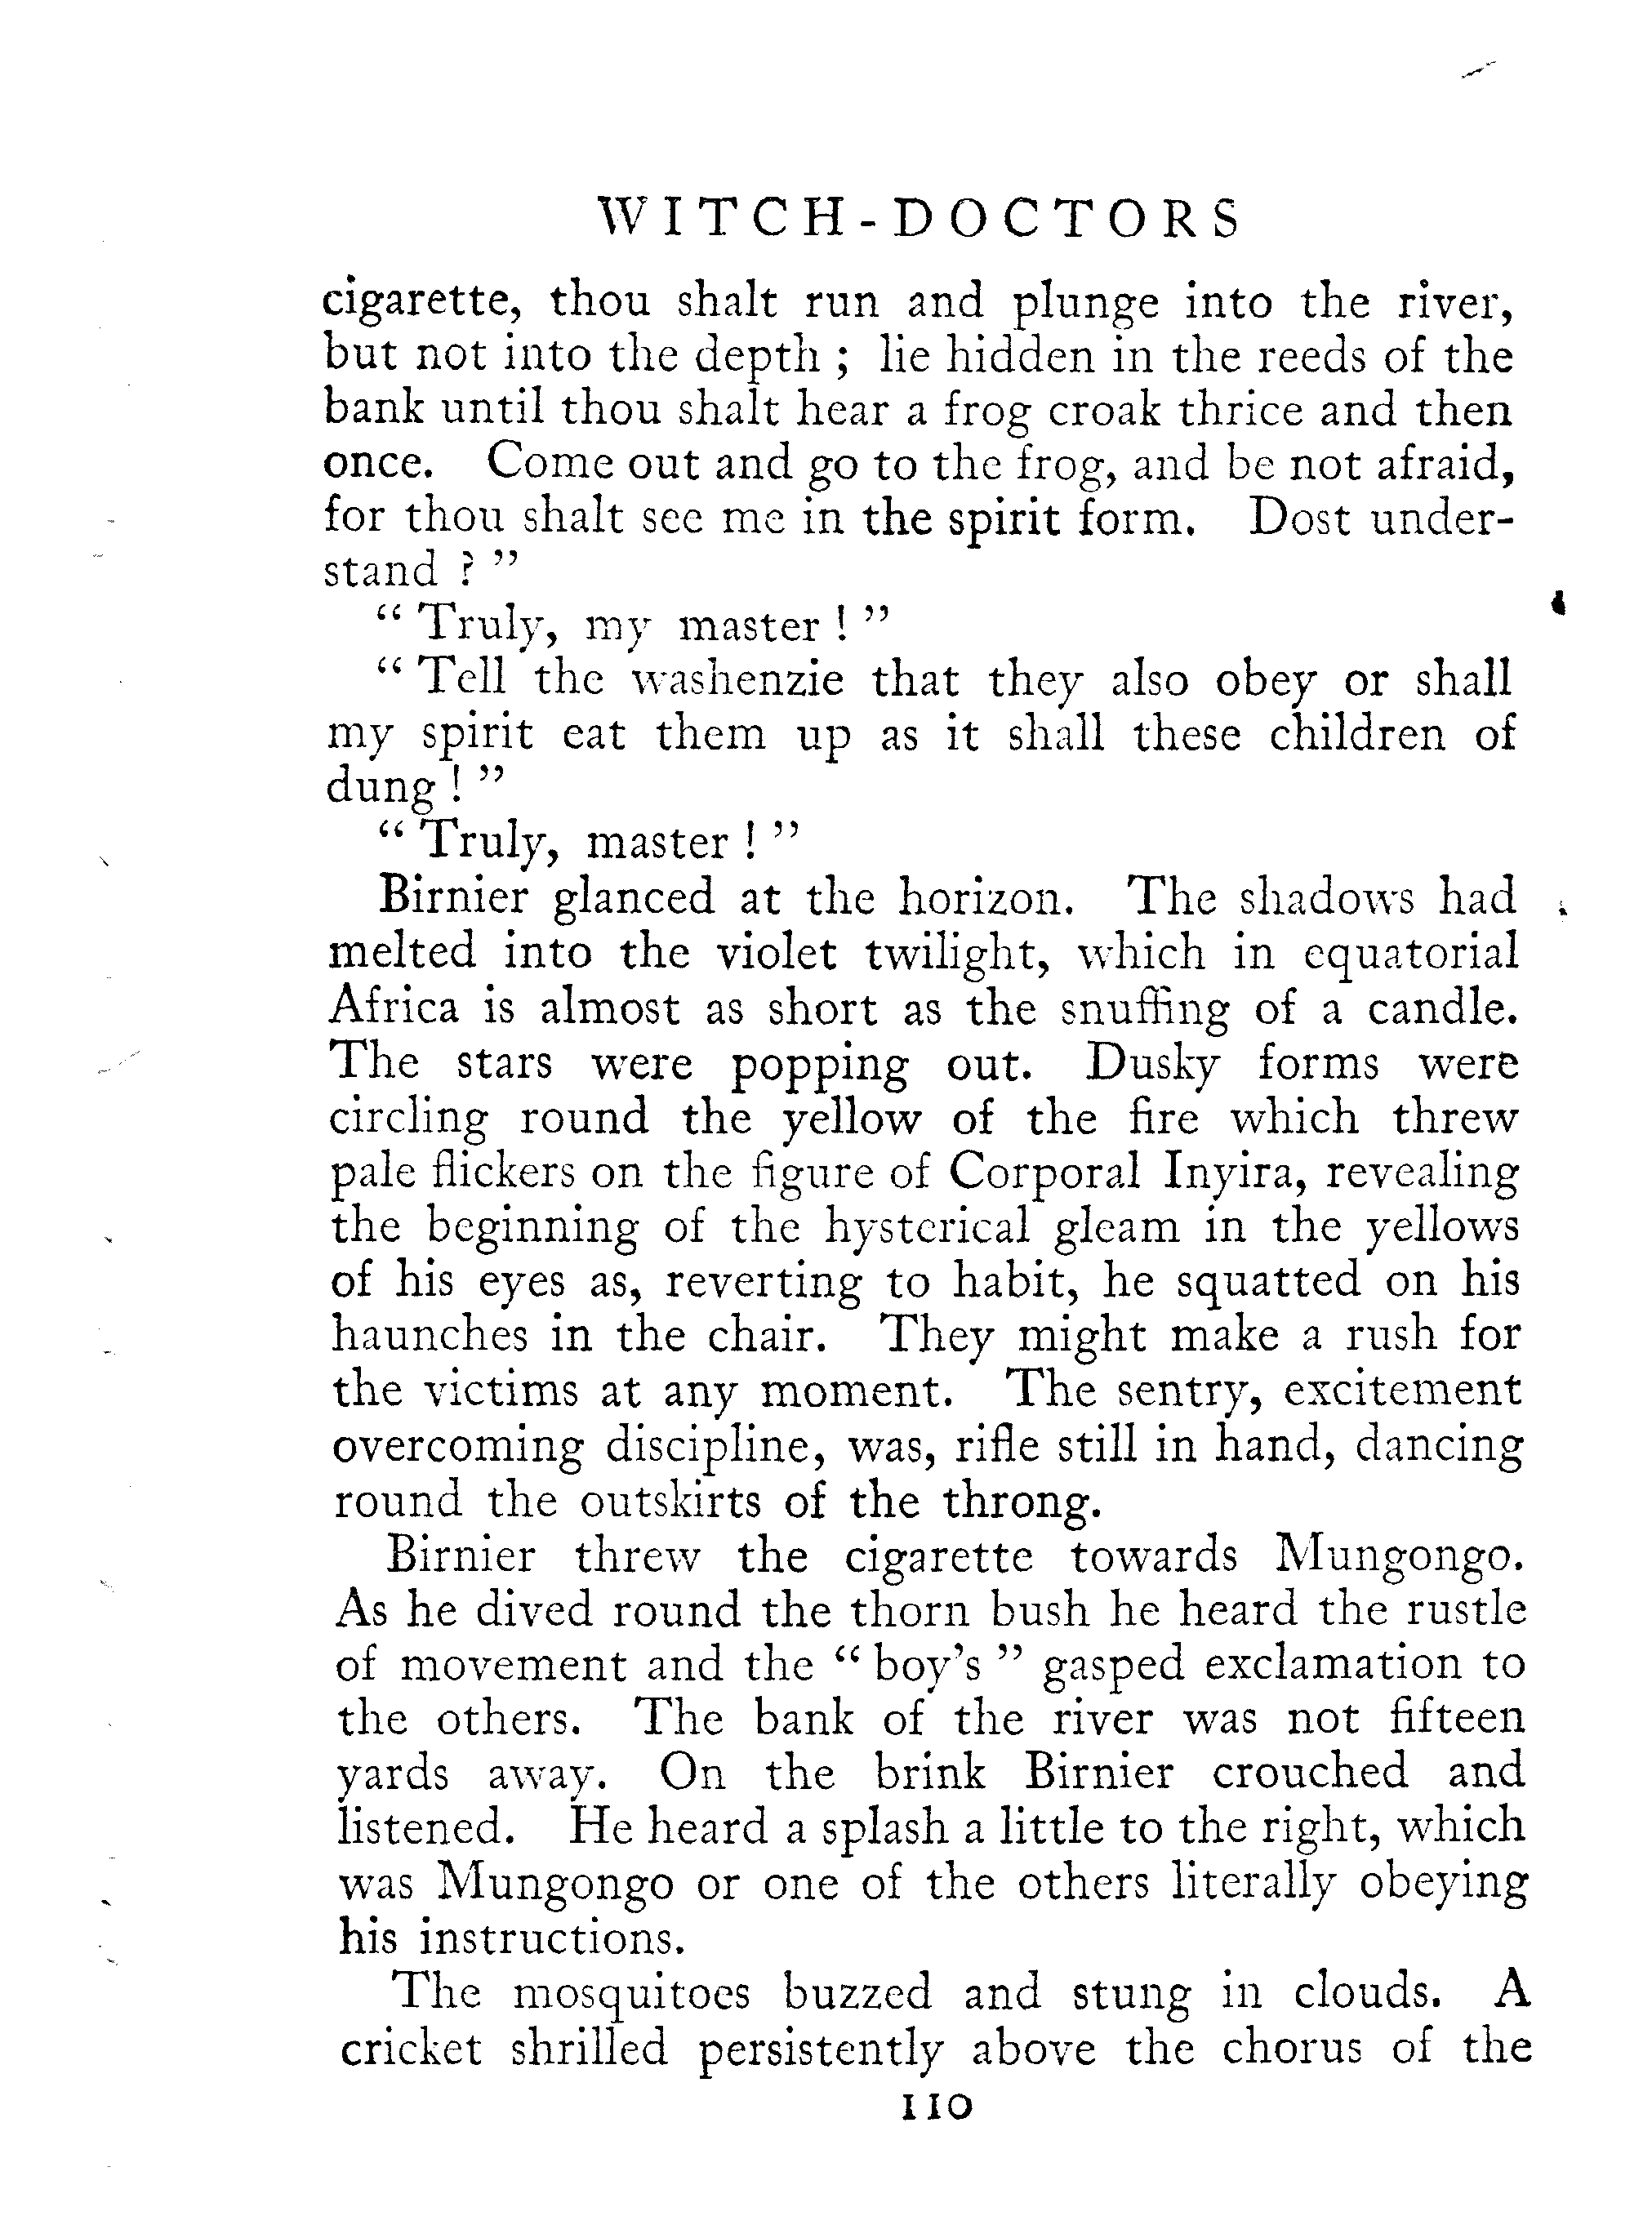 WITCH-DOCTORS
cigarette, thou shalt run and plunge into the river,
but not into the depth ; lie hidden in the reeds of the
bank until thou shalt hear a frog croak thrice and then
once. Come out and go to the frog, and be not afraid,
for thou shalt see me in the spirit form. Dost under-
stand ? ”
“ Truly, my master ! ”
“ Tell the washenzie that they also obey or shall
my spirit eat them up as it shall these children of
dung ! ”
“ Truly, master ! ”
Birnier glanced at the horizon. The shadows had
melted into the violet twilight, which in equatorial
Africa is almost as short as the snuffing of a candle.
The stars were popping out. Dusky forms were
circling round the yellow of the fire which threw
pale flickers on the figure of Corporal Inyira, revealing
the beginning of the hysterical gleam in the yellows
of his eyes as, reverting to habit, he squatted on his
haunches in the chair. They might make a rush for
the victims at any moment. The sentry, excitement
overcoming discipline, was, rifle still in hand, dancing
round the outskirts of the throng.
Birnier threw the cigarette towards Mungongo.
As he dived round the thorn bush he heard the rustle
of movement and the “ boy’s ” gasped exclamation to
the others. The bank of the river was not fifteen
yards away. On the brink Birnier crouched and
listened. He heard a splash a little to the right, which
was Mungongo or one of the others literally obeying
his instructions.
The mosquitoes buzzed and stung in clouds. A
cricket shrilled persistently above the chorus of the
110